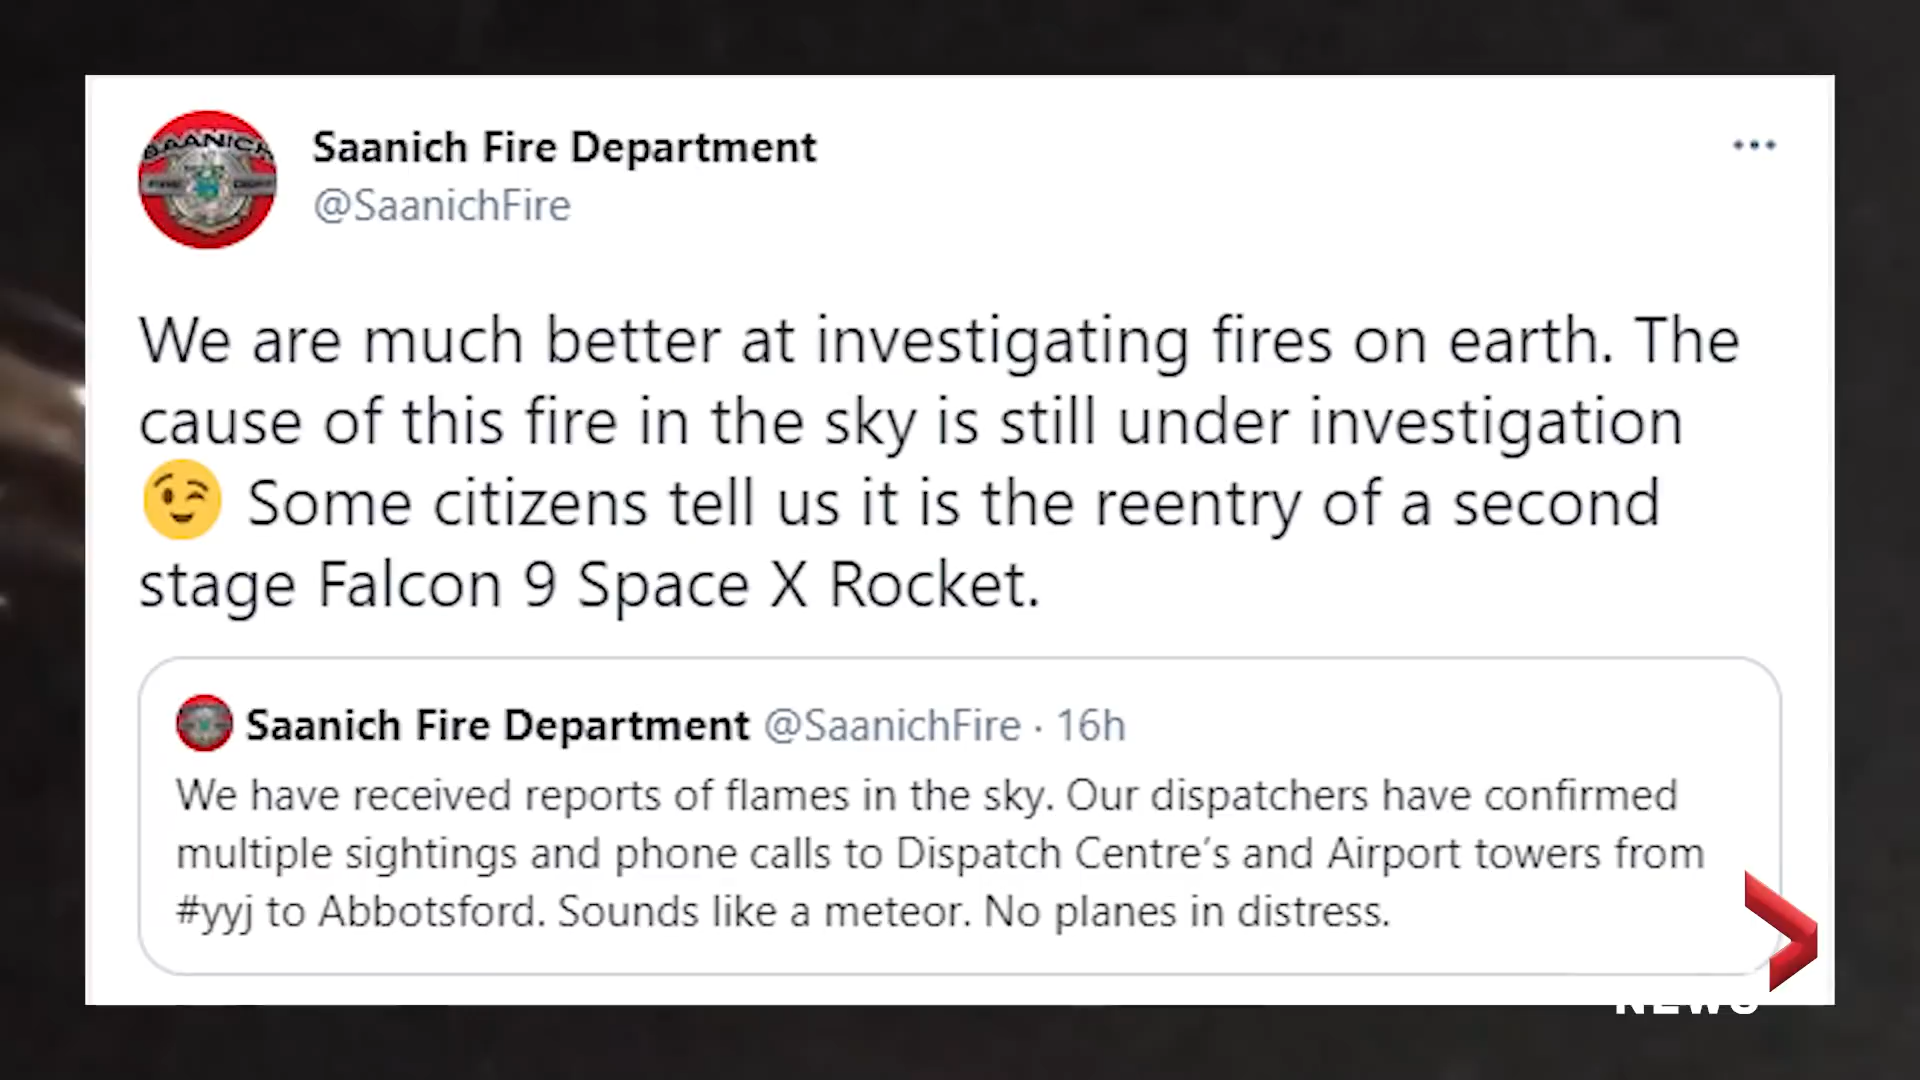 SAANICH
Saanich Fire Department
@SaanichFire
We are much better at investigating fires on earth. The
cause of this fire in the sky is still under investigation
😉 Some citizens tell us it is the reentry of a second
stage Falcon 9 Space X Rocket.
Saanich Fire Department @SaanichFire · 16h
We have received reports of flames in the sky. Our dispatchers have confirmed
multiple sightings and phone calls to Dispatch Centre's and Airport towers from
#yyj to Abbotsford. Sounds like a meteor. No planes in distress.
NEWS